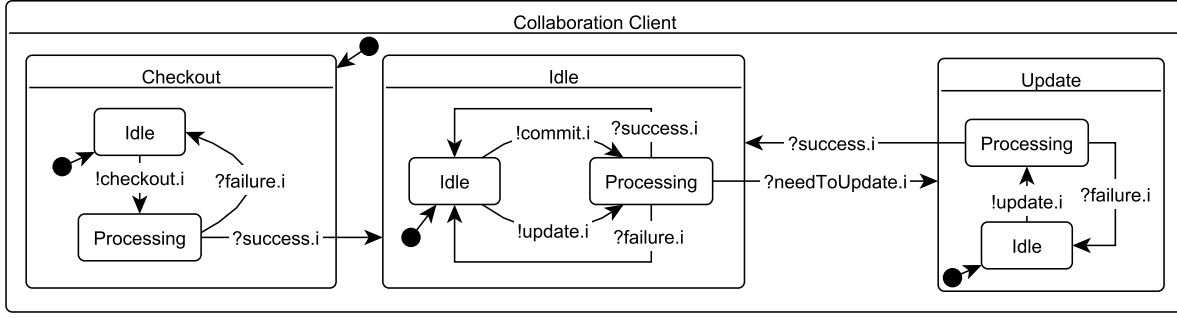 Collaboration Client
Checkout
Idle
!checkout.i
?failure.i
Processing
?success.i
Idle
!commit.i
?success.i
Idle
Processing
!update.i
?failure.i
?success.i
?needToUpdate.i
Update
Processing
!update.i
?failure.i
Idle